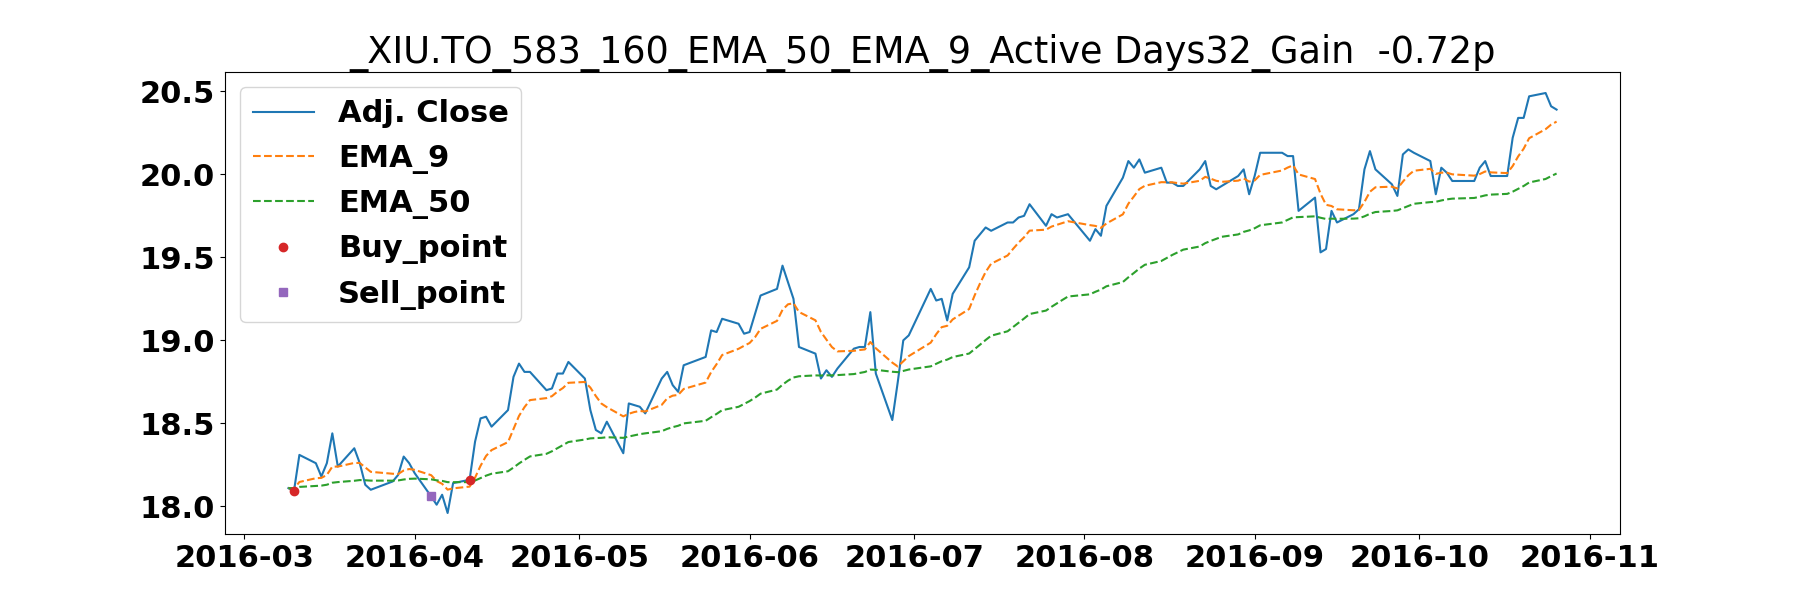 _XIU.TO_583_160_EMA_50_EMA_9_Active Days32_Gain  -0.72p
20.5
20.0
19.5
19.0
18.5
18.0
Adj. Close
EMA_9
EMA_50
Buy_point
Sell_point
2016-03 2016-04 2016-05 2016-06 2016-07 2016-08 2016-09 2016-10 2016-11